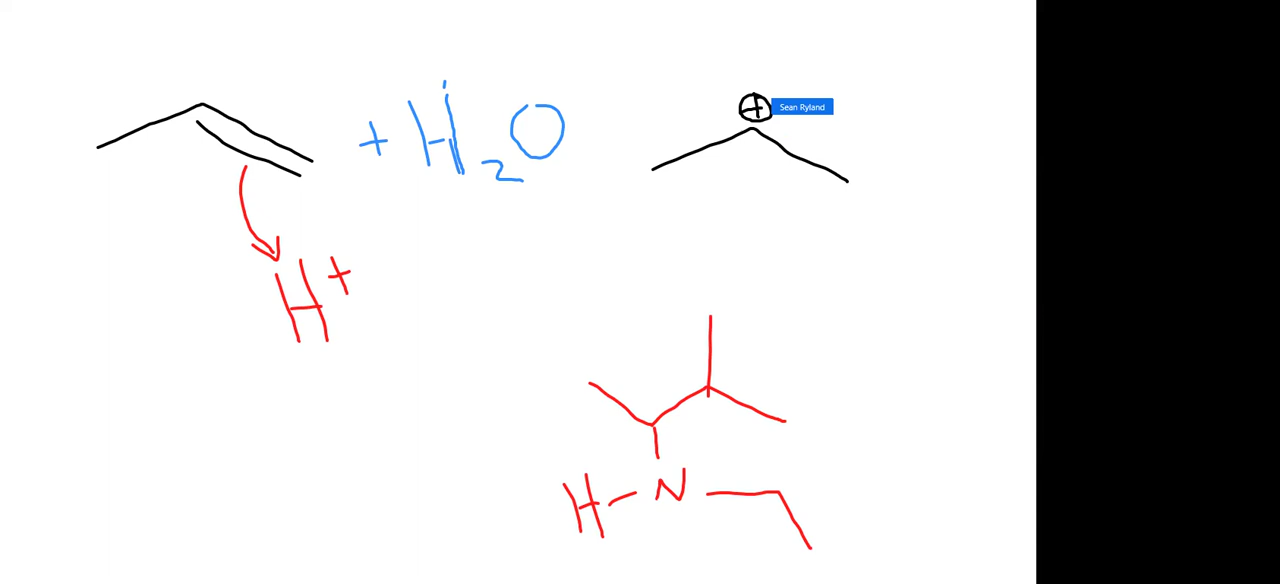 + H₂O
⊕ Sean Ryland
H⁺
H-N